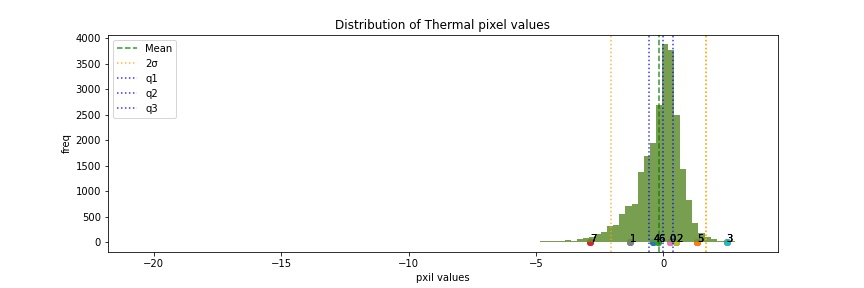 Distribution of Thermal pixel values
4000
3500
3000
2500
2000
1500
1000
500
0
freq
Mean
2σ
q1
q2
q3
7 1 46 02 5 3
−20 −15 −10 −5 0
pxil values